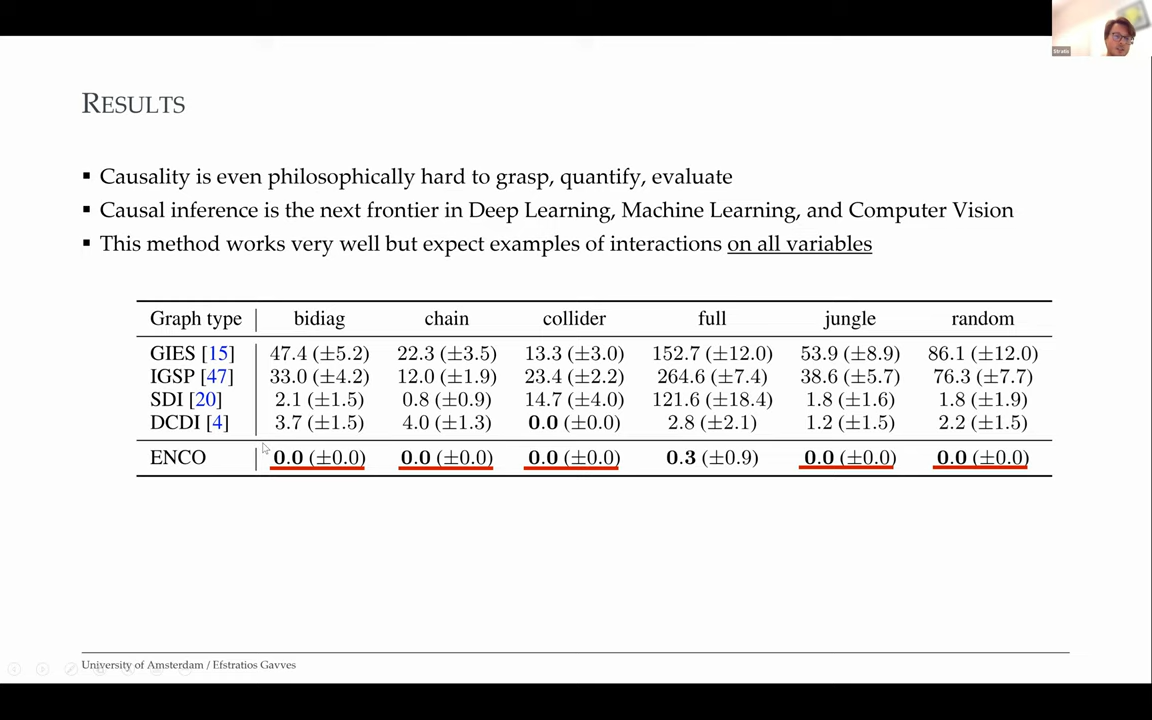 Stratis
RESULTS
▪ Causality is even philosophically hard to grasp, quantify, evaluate
▪ Causal inference is the next frontier in Deep Learning, Machine Learning, and Computer Vision
▪ This method works very well but expect examples of interactions on all variables
Graph type | bidiag chain collider full jungle random
GIES [15] 47.4 (±5.2) 22.3 (±3.5) 13.3 (±3.0) 152.7 (±12.0) 53.9 (±8.9) 86.1 (±12.0)
IGSP [47] 33.0 (±4.2) 12.0 (±1.9) 23.4 (±2.2) 264.6 (±7.4) 38.6 (±5.7) 76.3 (±7.7)
SDI [20] 2.1 (±1.5) 0.8 (±0.9) 14.7 (±4.0) 121.6 (±18.4) 1.8 (±1.6) 1.8 (±1.9)
DCDI [4] 3.7 (±1.5) 4.0 (±1.3) 0.0 (±0.0) 2.8 (±2.1) 1.2 (±1.5) 2.2 (±1.5)
ENCO | 0.0 (±0.0) 0.0 (±0.0) 0.0 (±0.0) 0.3 (±0.9) 0.0 (±0.0) 0.0 (±0.0)
University of Amsterdam / Efstratios Gavves